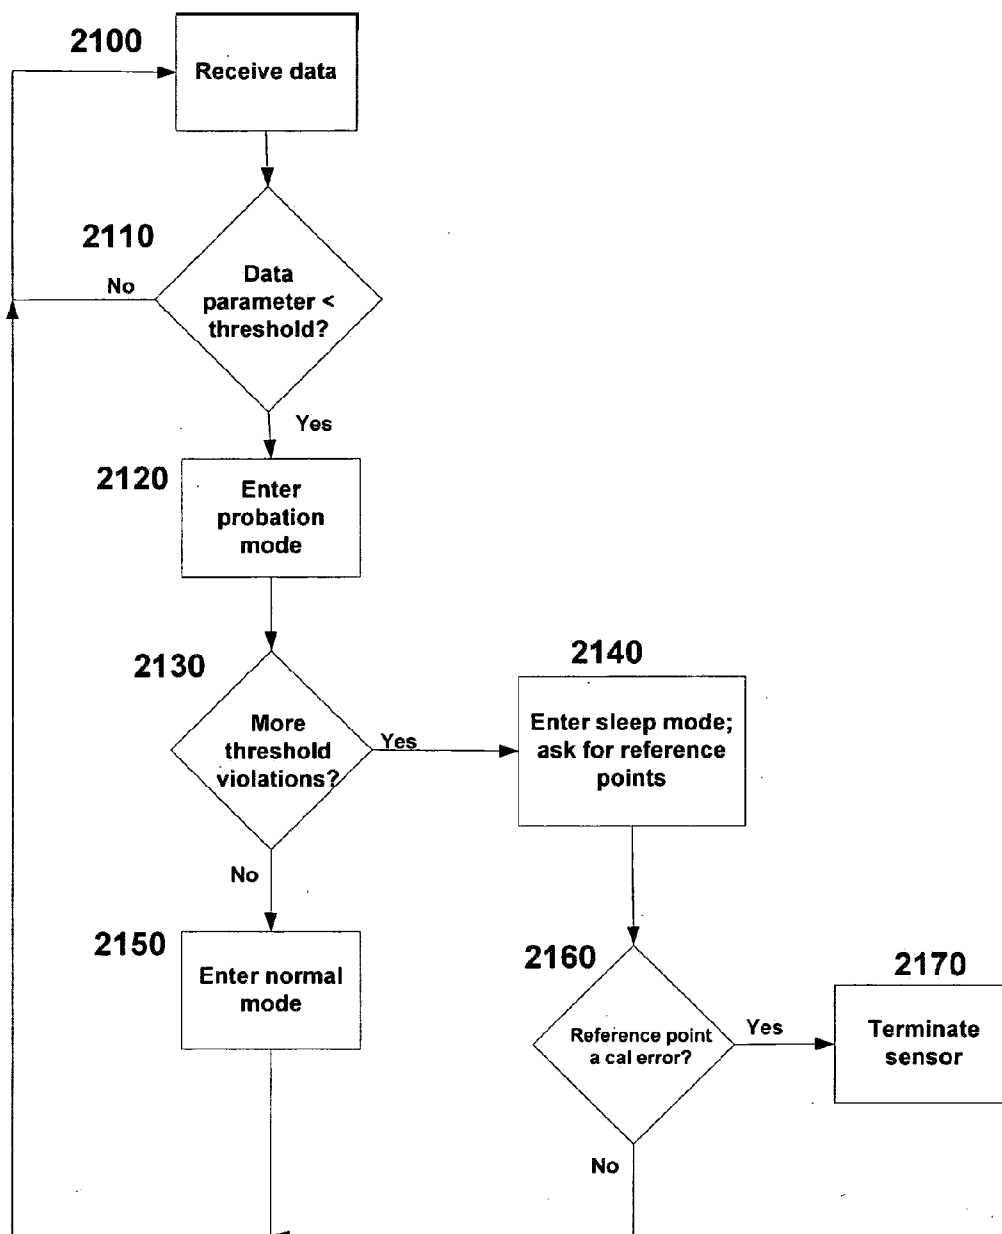 2100
Receive data
2110
No
Data
parameter <
threshold?
Yes
2120
Enter
probation
mode
2130
More
threshold
violations?
Yes
2140
Enter sleep mode;
ask for reference
points
No
2150
Enter normal
mode
2160
Reference point
a cal error?
Yes
2170
Terminate
sensor
No